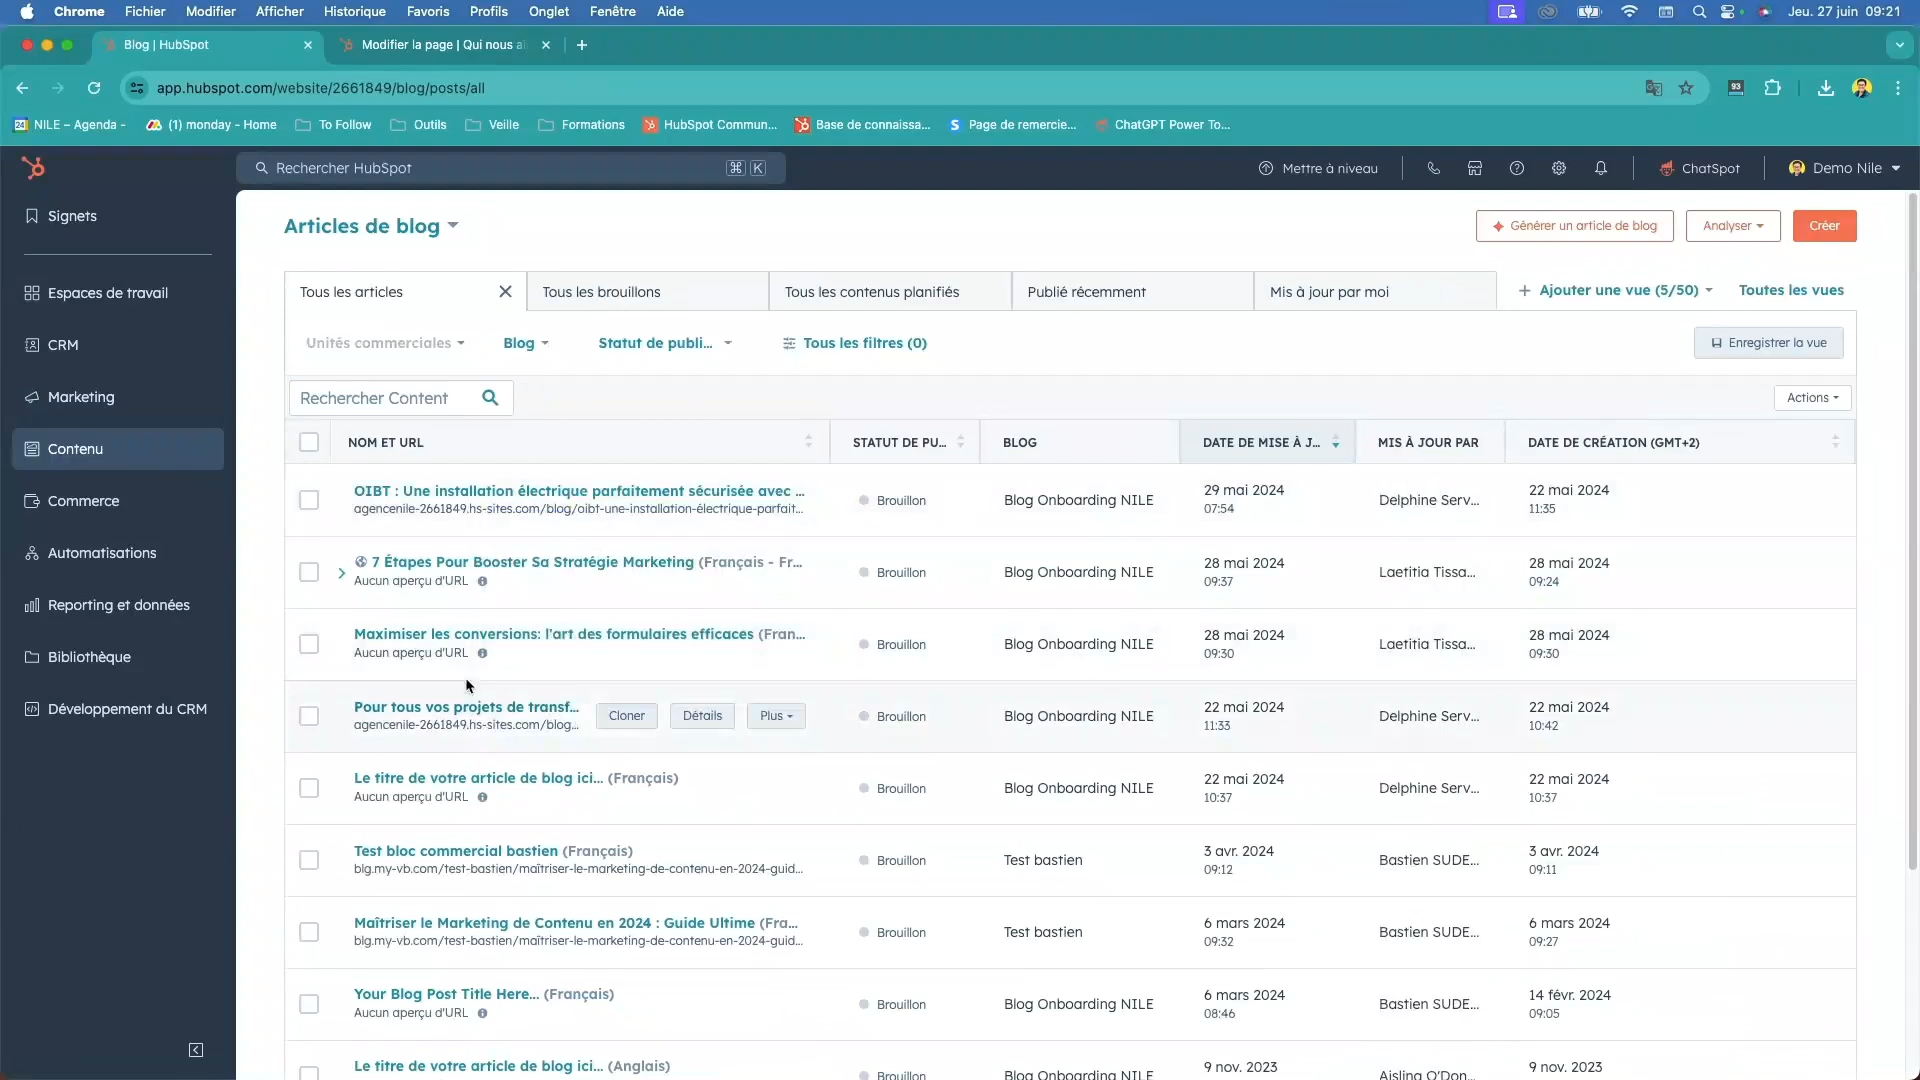 Chrome Fichier Modifier Afficher Historique Favoris Profils Onglet Fenêtre Aide Jeu. 27 juin 09:21
Blog | HubSpot Modifier la page | Qui nous ai
app.hubspot.com/website/2661849/blog/posts/all 93
24 NILE – Agenda - (1) monday - Home To Follow Outils Veille Formations HubSpot Commun... Base de connaissa... S Page de remercie... ChatGPT Power To...
Rechercher HubSpot ⌘ K Mettre à niveau ChatSpot Demo Nile
Signets
Espaces de travail
CRM
Marketing
Contenu
Commerce
Automatisations
Reporting et données
Bibliothèque
Développement du CRM
Articles de blog Générer un article de blog Analyser Créer
Tous les articles Tous les brouillons Tous les contenus planifiés Publié récemment Mis à jour par moi + Ajouter une vue (5/50) Toutes les vues
Unités commerciales Blog Statut de publi... Tous les filtres (0) Enregistrer la vue
Rechercher Content Actions
NOM ET URL STATUT DE PU... BLOG DATE DE MISE À J... MIS À JOUR PAR DATE DE CRÉATION (GMT+2)
OIBT : Une installation électrique parfaitement sécurisée avec ...
agencenile-2661849.hs-sites.com/blog/oibt-une-installation-électrique-parfait...
Brouillon Blog Onboarding NILE 29 mai 2024 07:54 Delphine Serv... 22 mai 2024 11:35
7 Étapes Pour Booster Sa Stratégie Marketing (Français - Fr...
Aucun aperçu d'URL
Brouillon Blog Onboarding NILE 28 mai 2024 09:37 Laetitia Tissa... 28 mai 2024 09:24
Maximiser les conversions: l'art des formulaires efficaces (Fran...
Aucun aperçu d'URL
Brouillon Blog Onboarding NILE 28 mai 2024 09:30 Laetitia Tissa... 28 mai 2024 09:30
Pour tous vos projets de transf...
agencenile-2661849.hs-sites.com/blog...
Cloner Détails Plus
Brouillon Blog Onboarding NILE 22 mai 2024 11:33 Delphine Serv... 22 mai 2024 10:42
Le titre de votre article de blog ici... (Français)
Aucun aperçu d'URL
Brouillon Blog Onboarding NILE 22 mai 2024 10:37 Delphine Serv... 22 mai 2024 10:37
Test bloc commercial bastien (Français)
blg.my-vb.com/test-bastien/maîtriser-le-marketing-de-contenu-en-2024-guid...
Brouillon Test bastien 3 avr. 2024 09:12 Bastien SUDE... 3 avr. 2024 09:11
Maîtriser le Marketing de Contenu en 2024 : Guide Ultime (Fra...
blg.my-vb.com/test-bastien/maîtriser-le-marketing-de-contenu-en-2024-guid...
Brouillon Test bastien 6 mars 2024 09:32 Bastien SUDE... 6 mars 2024 09:27
Your Blog Post Title Here... (Français)
Aucun aperçu d'URL
Brouillon Blog Onboarding NILE 6 mars 2024 08:46 Bastien SUDE... 14 févr. 2024 09:05
Le titre de votre article de blog ici... (Anglais)
Brouillon Blog Onboarding NILE 9 nov. 2023 Aisling O'Don... 9 nov. 2023